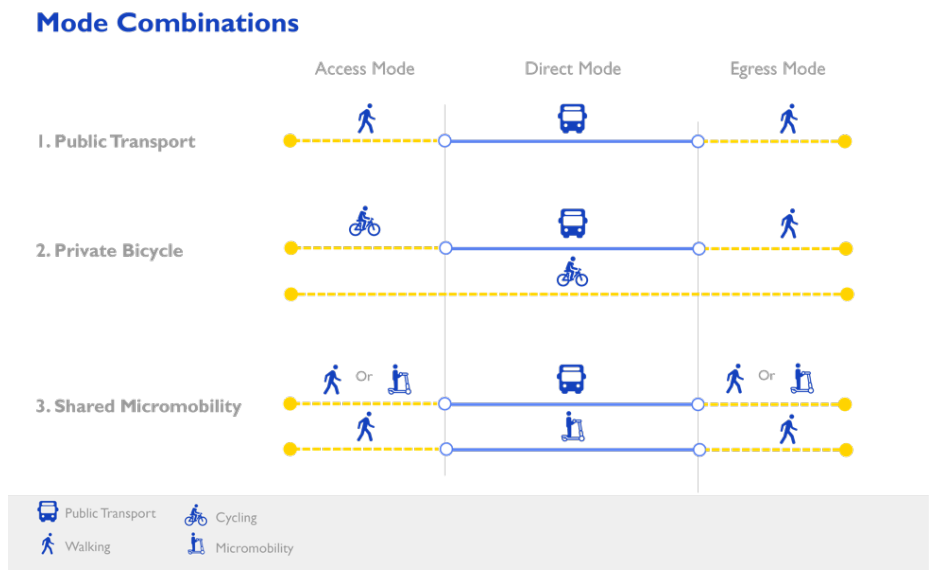 Mode Combinations
Access Mode Direct Mode Egress Mode
1. Public Transport
2. Private Bicycle
Or Or
3. Shared Micromobility
Public Transport Cycling
Walking Micromobility